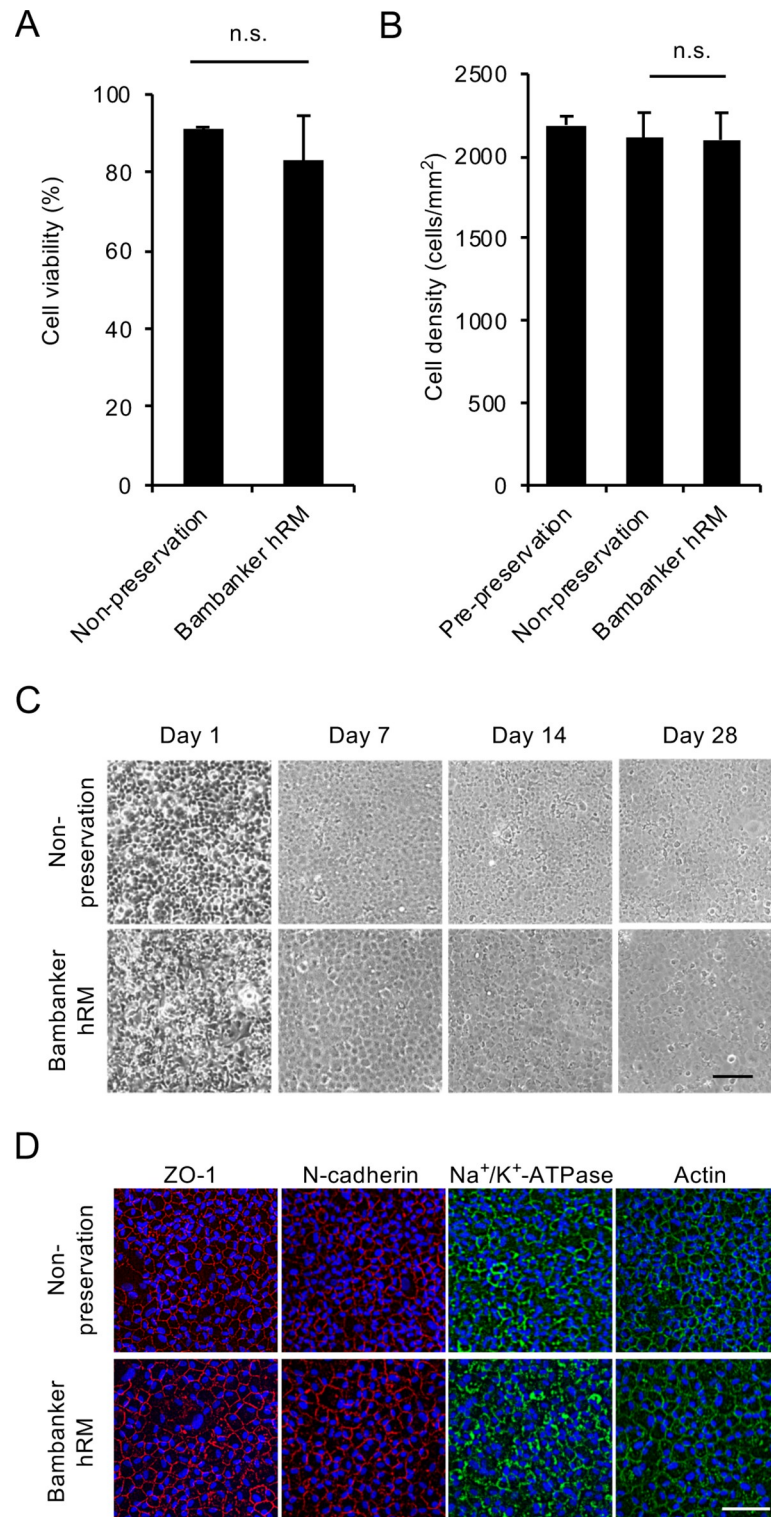 A
n.s.
100
80
60
40
20
0
Cell viability (%)
Non-preservation
Bambanker hRM
B
n.s.
2500
2000
1500
1000
500
0
Cell density (cells/mm²)
Pre-preservation
Non-preservation
Bambanker hRM
C
Day 1 Day 7 Day 14 Day 28
Non-
preservation
Bambanker
hRM
D
ZO-1 N-cadherin Na⁺/K⁺-ATPase Actin
Non-
preservation
Bambanker
hRM